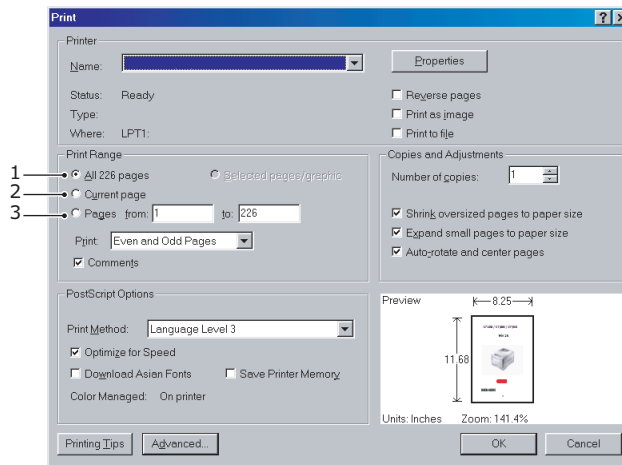 Print
Printer
Name:
Properties
Status: Ready
Type:
Where: LPT1:
Reverse pages
Print as image
Print to file
Print Range
1 All 226 pages
Selected pages/graphic
2 Current page
3 Pages from: 1 to: 226
Print: Even and Odd Pages
Comments
Copies and Adjustments
Number of copies: 1
Shrink oversized pages to paper size
Expand small pages to paper size
Auto-rotate and center pages
PostScript Options
Print Method: Language Level 3
Optimize for Speed
Download Asian Fonts
Save Printer Memory
Color Managed: On printer
Preview
8.25
11.68
Units: Inches Zoom: 141.4%
Printing Tips
Advanced...
OK
Cancel